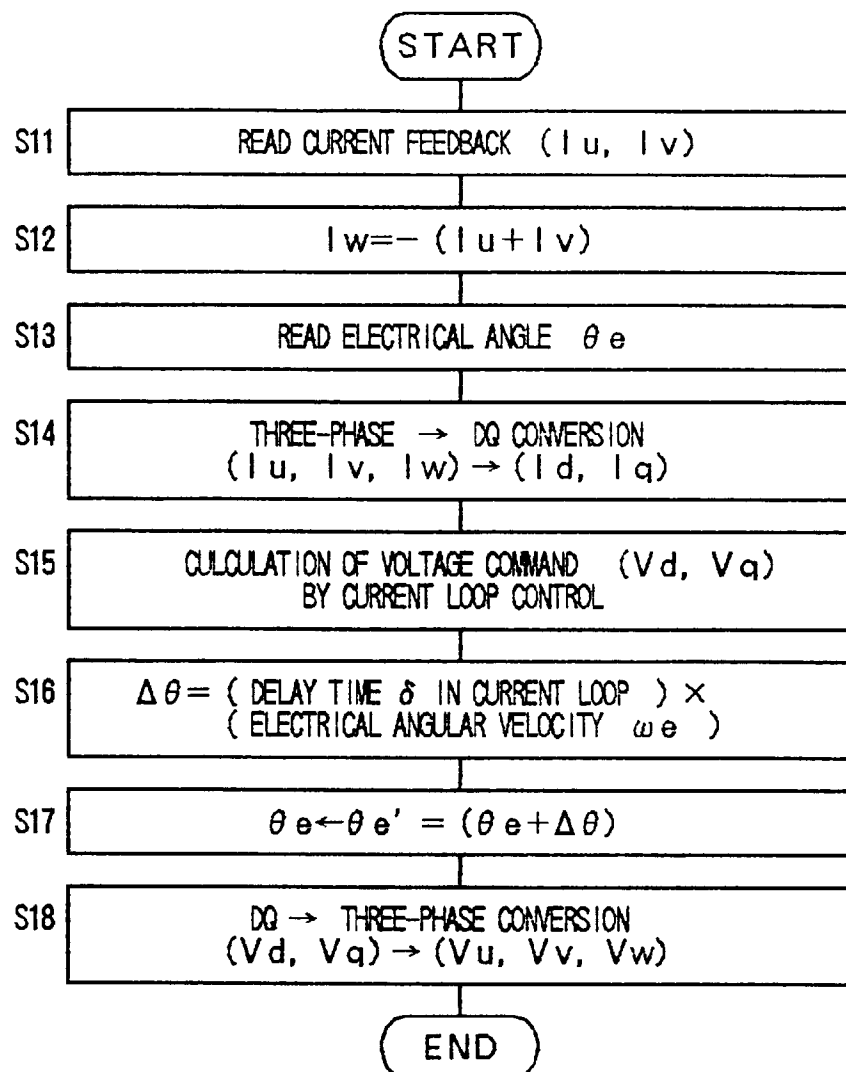 START
S11 READ CURRENT FEEDBACK (Iu, Iv)
S12 Iw=-(Iu+Iv)
S13 READ ELECTRICAL ANGLE θe
S14 THREE-PHASE → DQ CONVERSION
(Iu, Iv, Iw)→(Id, Iq)
S15 CULCULATION OF VOLTAGE COMMAND (Vd, Vq)
BY CURRENT LOOP CONTROL
S16 Δθ=(DELAY TIME δ IN CURRENT LOOP)×
(ELECTRICAL ANGULAR VELOCITY ωe)
S17 θe←θe'=(θe+Δθ)
S18 DQ → THREE-PHASE CONVERSION
(Vd, Vq)→(Vu, Vv, Vw)
END